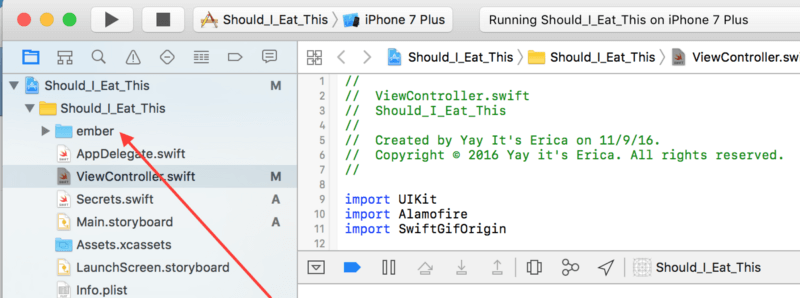 Should_I_Eat_This iPhone 7 Plus Running Should_I_Eat_This on iPhone 7 Plus
Should_I_Eat_This Should_I_Eat_This ViewController.swift
Should_I_Eat_This M
Should_I_Eat_This
ember
AppDelegate.swift
ViewController.swift M
Secrets.swift A
Main.storyboard A
Assets.xcassets
LaunchScreen.storyboard
Info.plist
1 //
2 // ViewController.swift
3 // Should_I_Eat_This
4 //
5 // Created by Yay It's Erica on 11/9/16.
6 // Copyright © 2016 Yay it's Erica. All rights reserved.
7 //
8
9 import UIKit
10 import Alamofire
11 import SwiftGifOrigin
12
Should_I_Eat_This